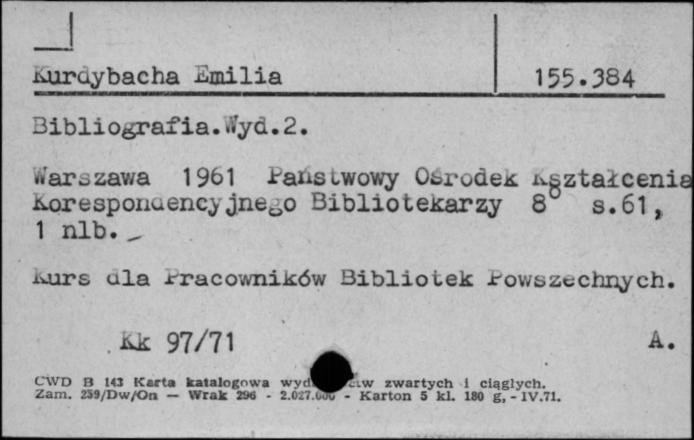 Kurdybacha Emilia 155.384
Bibliografia.Wyd.2.
Warszawa 1961 Państwowy Ośrodek Kształcenia
Korespondencyjnego Bibliotekarzy 8° s.61,
1 nlb.
Kurs dla Pracowników Bibliotek Powszechnych.
Kk 97/71 A.
CWD B 143 Karta katalogowa zwartych i ciągłych.
Zam. 259/Dw/On — Wrak 296 - 2.027.000 - Karton 5 kl. 180 g, - IV.71.